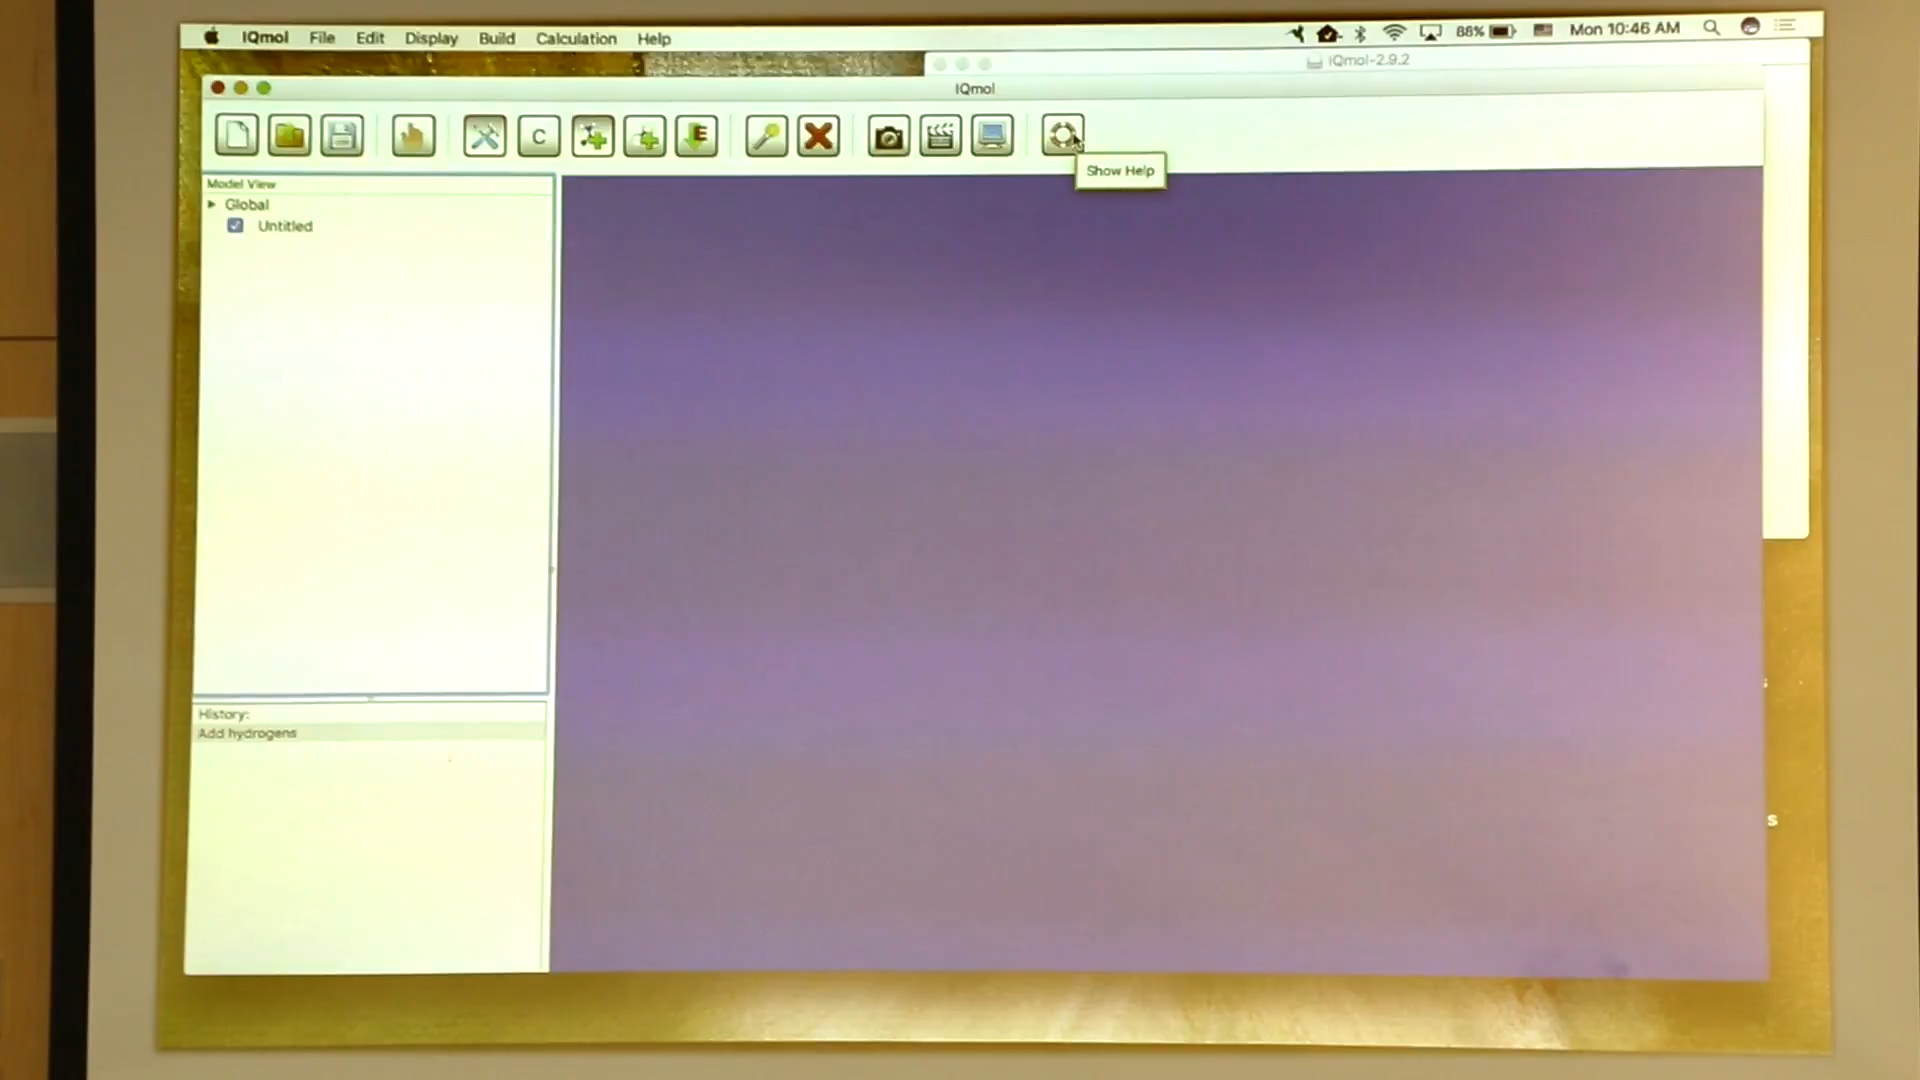 IQmol File Edit Display Build Calculation Help 88% Mon 10:46 AM
IQmol-2.9.2
IQmol
C E
Show Help
Model View
Global
Untitled
History:
Add hydrogens
s
s